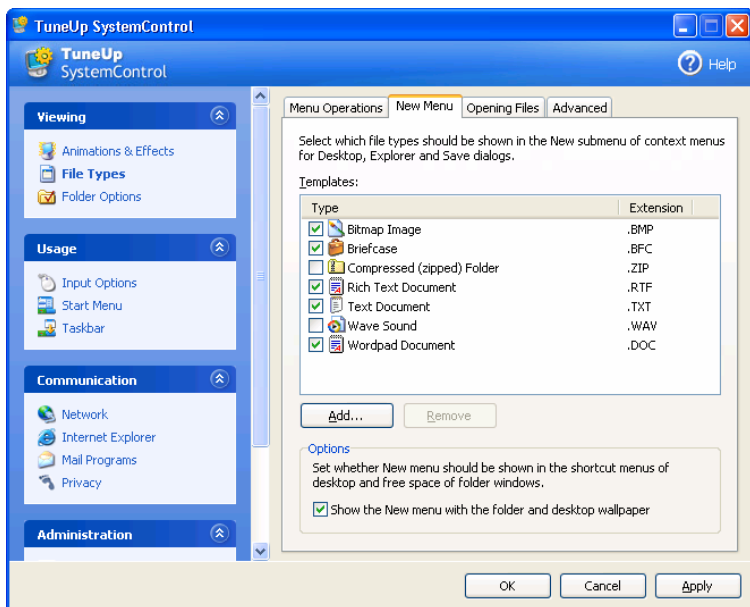 TuneUp SystemControl
TuneUp
SystemControl
Help
Viewing
Animations & Effects
File Types
Folder Options
Usage
Input Options
Start Menu
Taskbar
Communication
Network
Internet Explorer
Mail Programs
Privacy
Administration
Menu Operations New Menu Opening Files Advanced
Select which file types should be shown in the New submenu of context menus
for Desktop, Explorer and Save dialogs.
Templates:
Type Extension
Bitmap Image .BMP
Briefcase .BFC
Compressed (zipped) Folder .ZIP
Rich Text Document .RTF
Text Document .TXT
Wave Sound .WAV
Wordpad Document .DOC
Add... Remove
Options
Set whether New menu should be shown in the shortcut menus of
desktop and free space of folder windows.
Show the New menu with the folder and desktop wallpaper
OK Cancel Apply